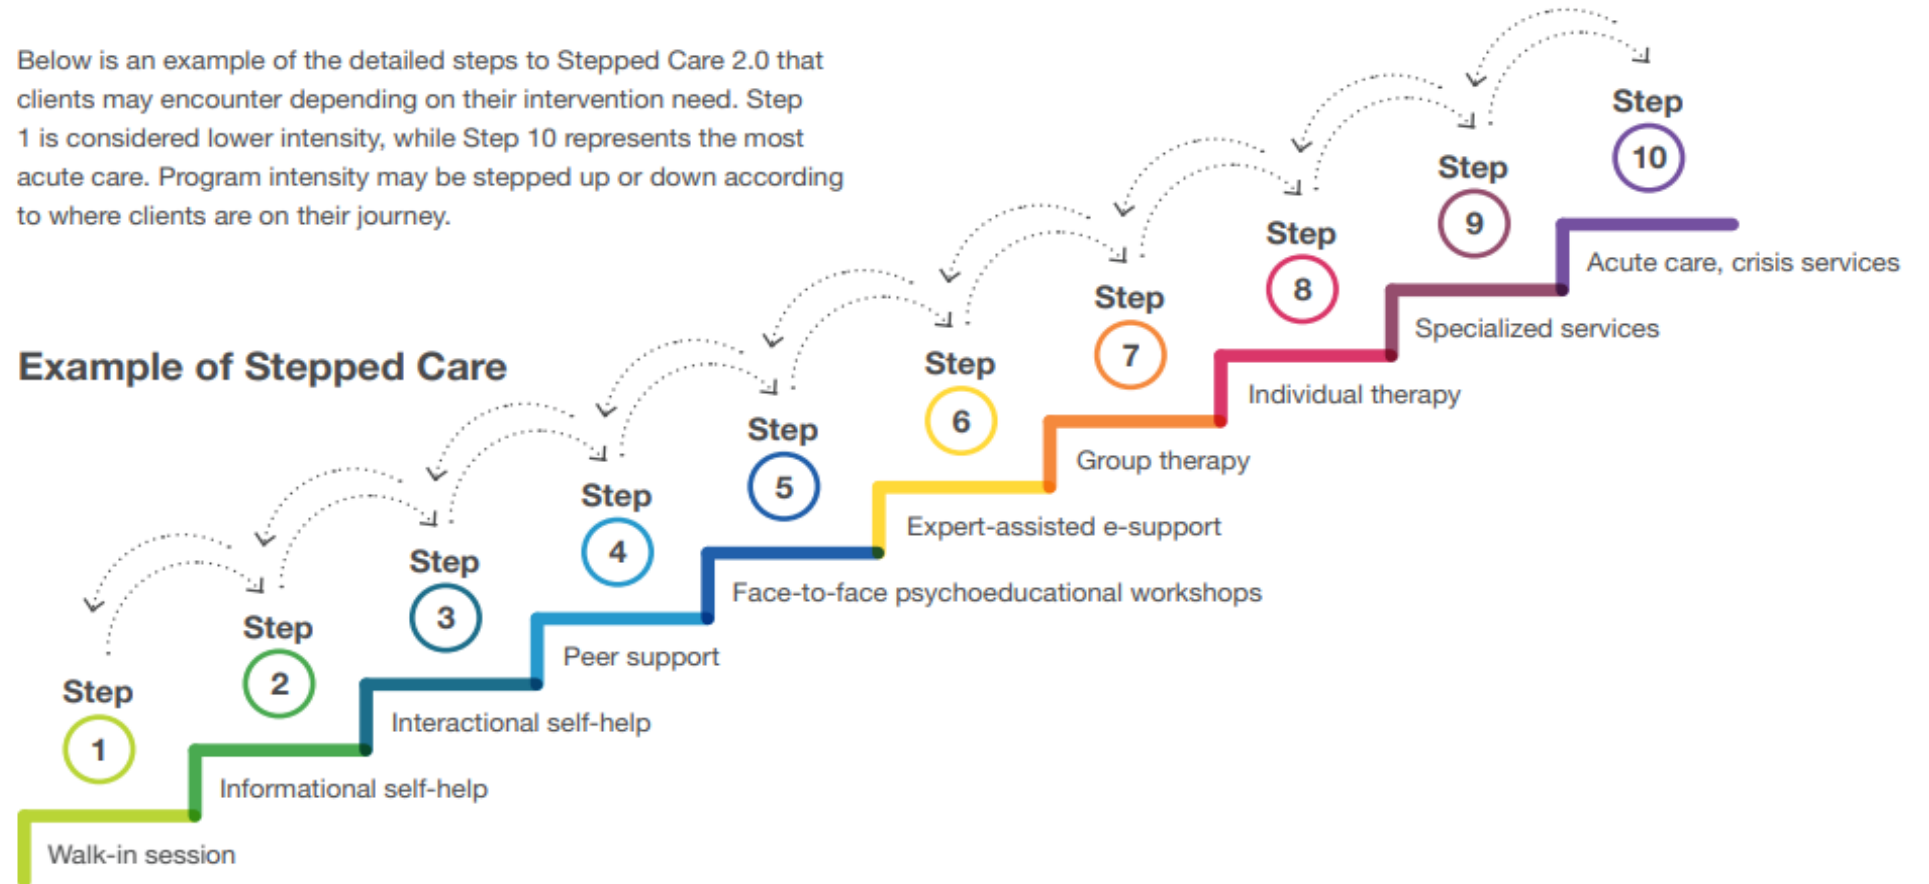 Below is an example of the detailed steps to Stepped Care 2.0 that
clients may encounter depending on their intervention need. Step
1 is considered lower intensity, while Step 10 represents the most
acute care. Program intensity may be stepped up or down according
to where clients are on their journey.
Example of Stepped Care
Step
1
Walk-in session
Step
2
Informational self-help
Step
3
Interactional self-help
Step
4
Peer support
Step
5
Face-to-face psychoeducational workshops
Step
6
Expert-assisted e-support
Step
7
Group therapy
Step
8
Individual therapy
Step
9
Specialized services
Step
10
Acute care, crisis services